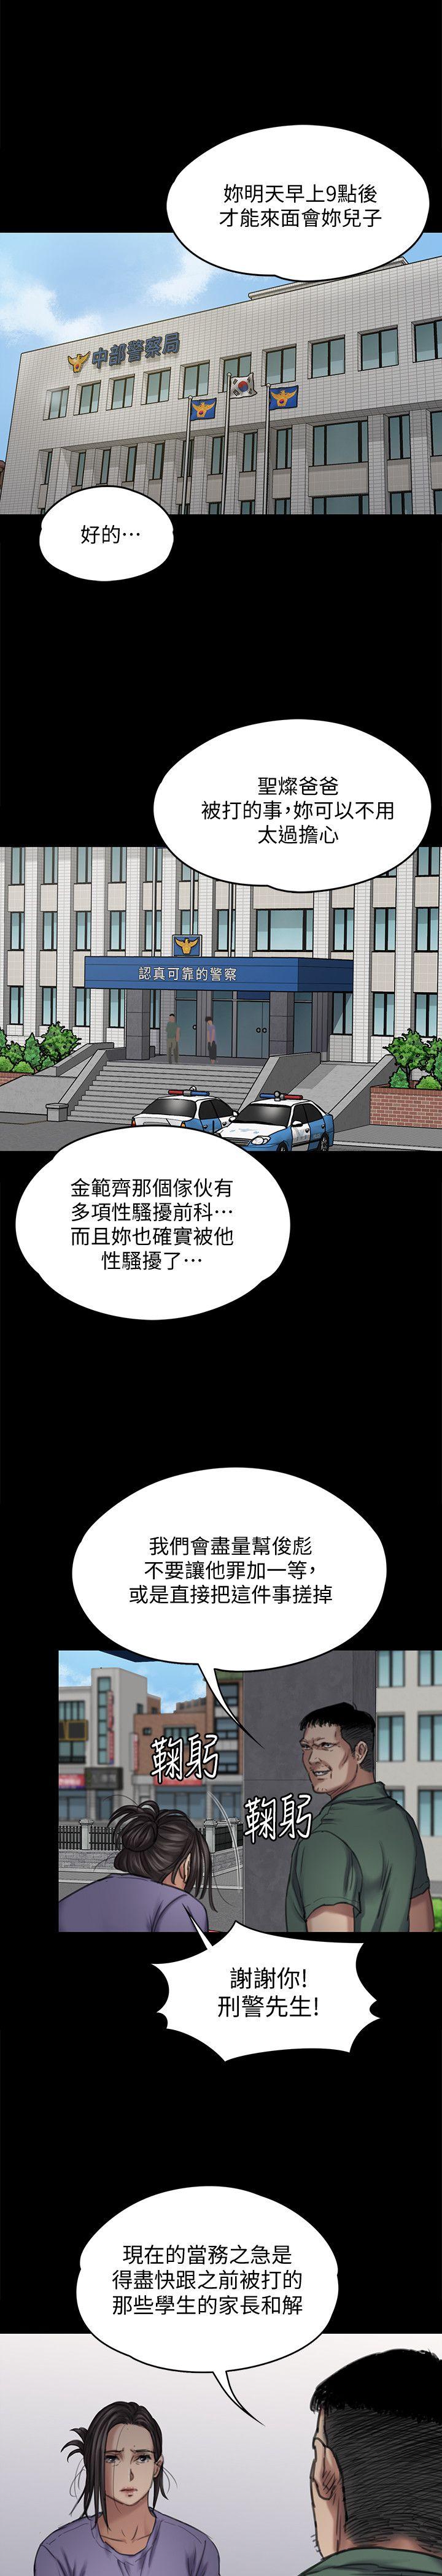 妳明天早上9點後
才能來面會妳兒子
中部警察局
好的…
聖燦爸爸
被打的事,妳可以不用
太過擔心
認真可靠的警察
金範齊那個傢伙有
多項性騷擾前科…
而且妳也確實被他
性騷擾了…
我們會盡量幫俊彪
不要讓他罪加一等,
或是直接把這件事搓掉
鞠躬
鞠躬
謝謝你!
刑警先生!
現在的當務之急是
得盡快跟之前被打的
那些學生的家長和解